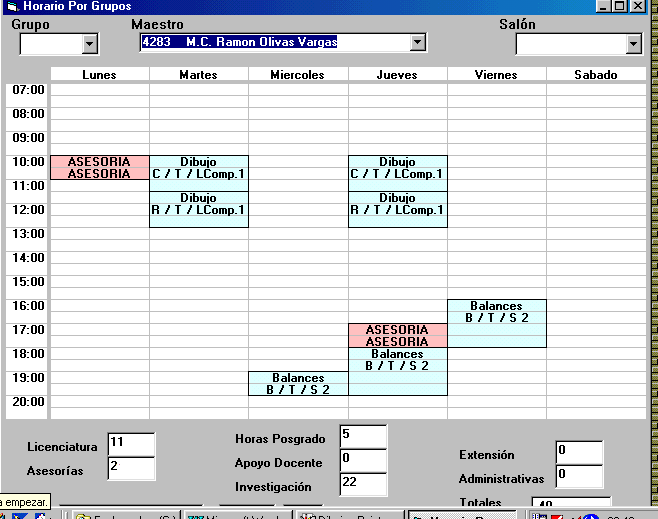 Horario Por Grupos
Grupo Maestro Salón
4283 M.C. Ramon Olivas Vargas
Lunes Martes Miercoles Jueves Viernes Sabado
07:00
08:00
09:00
10:00 ASESORIA Dibujo Dibujo
ASESORIA C / T / LComp.1 C / T / LComp.1
11:00
Dibujo Dibujo
12:00 R / T / LComp.1 R / T / LComp.1
13:00
14:00
15:00
16:00 Balances
B / T / S 2
17:00 ASESORIA
ASESORIA
18:00 Balances
B / T / S 2
19:00 Balances
B / T / S 2
20:00
Licenciatura 11
Asesorías 2
Horas Posgrado 5
Apoyo Docente 0
Investigación 22
Extensión 0
Administrativas 0
Totales 40
a empezar.